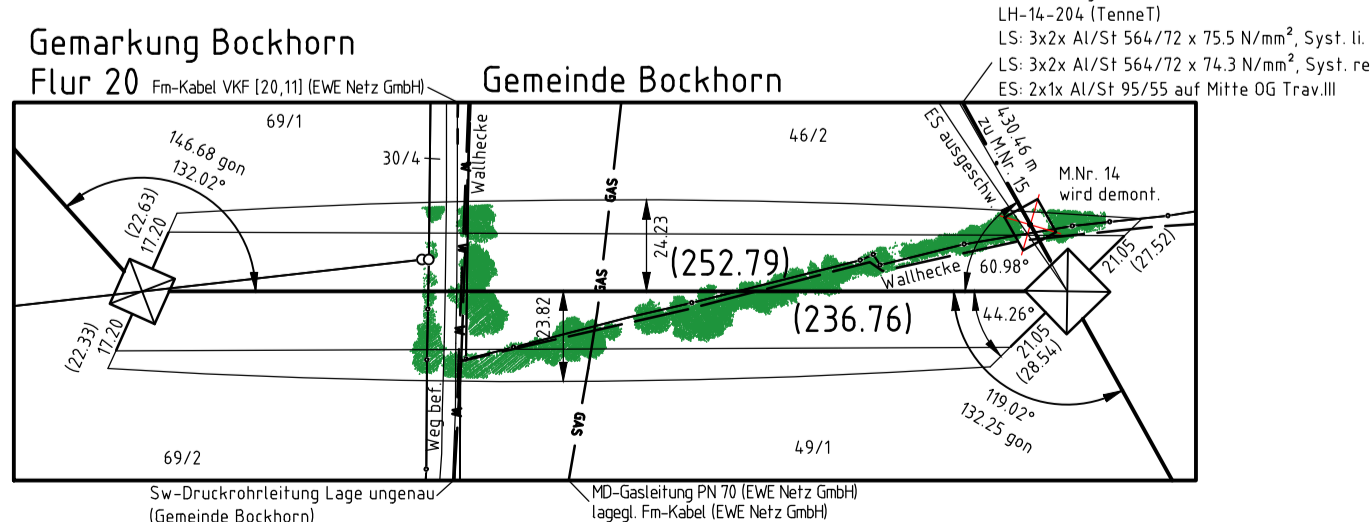 LH-14-204 (TenneT)
LS: 3x2x Al/St 564/72 x 75.5 N/mm², Syst. li.
LS: 3x2x Al/St 564/72 x 74.3 N/mm², Syst. re
ES: 2x1x Al/St 95/55 auf Mitte OG Trav.III
Gemarkung Bockhorn
Flur 20
Fm-Kabel VKF [20,11] (EWE Netz GmbH)
Gemeinde Bockhorn
69/1
46/2
30/4
Wallhecke
146.68 gon
132.02°
(22.63)
17.20
GAS
24.23
(252.79)
ES ausgeschw.
430.46 m
zu M.Nr. 15
M.Nr. 14
wird demont.
Wallhecke
60.98°
21.05
(27.52)
GAS
W
W
W
W
23.82
(236.76)
44.26°
21.05
(28.54)
17.20
(22.33)
119.02°
132.25 gon
Weg bef.
GAS
69/2
49/1
Sw-Druckrohrleitung Lage ungenau
(Gemeinde Bockhorn)
MD-Gasleitung PN 70 (EWE Netz GmbH)
lagegl. Fm-Kabel (EWE Netz GmbH)